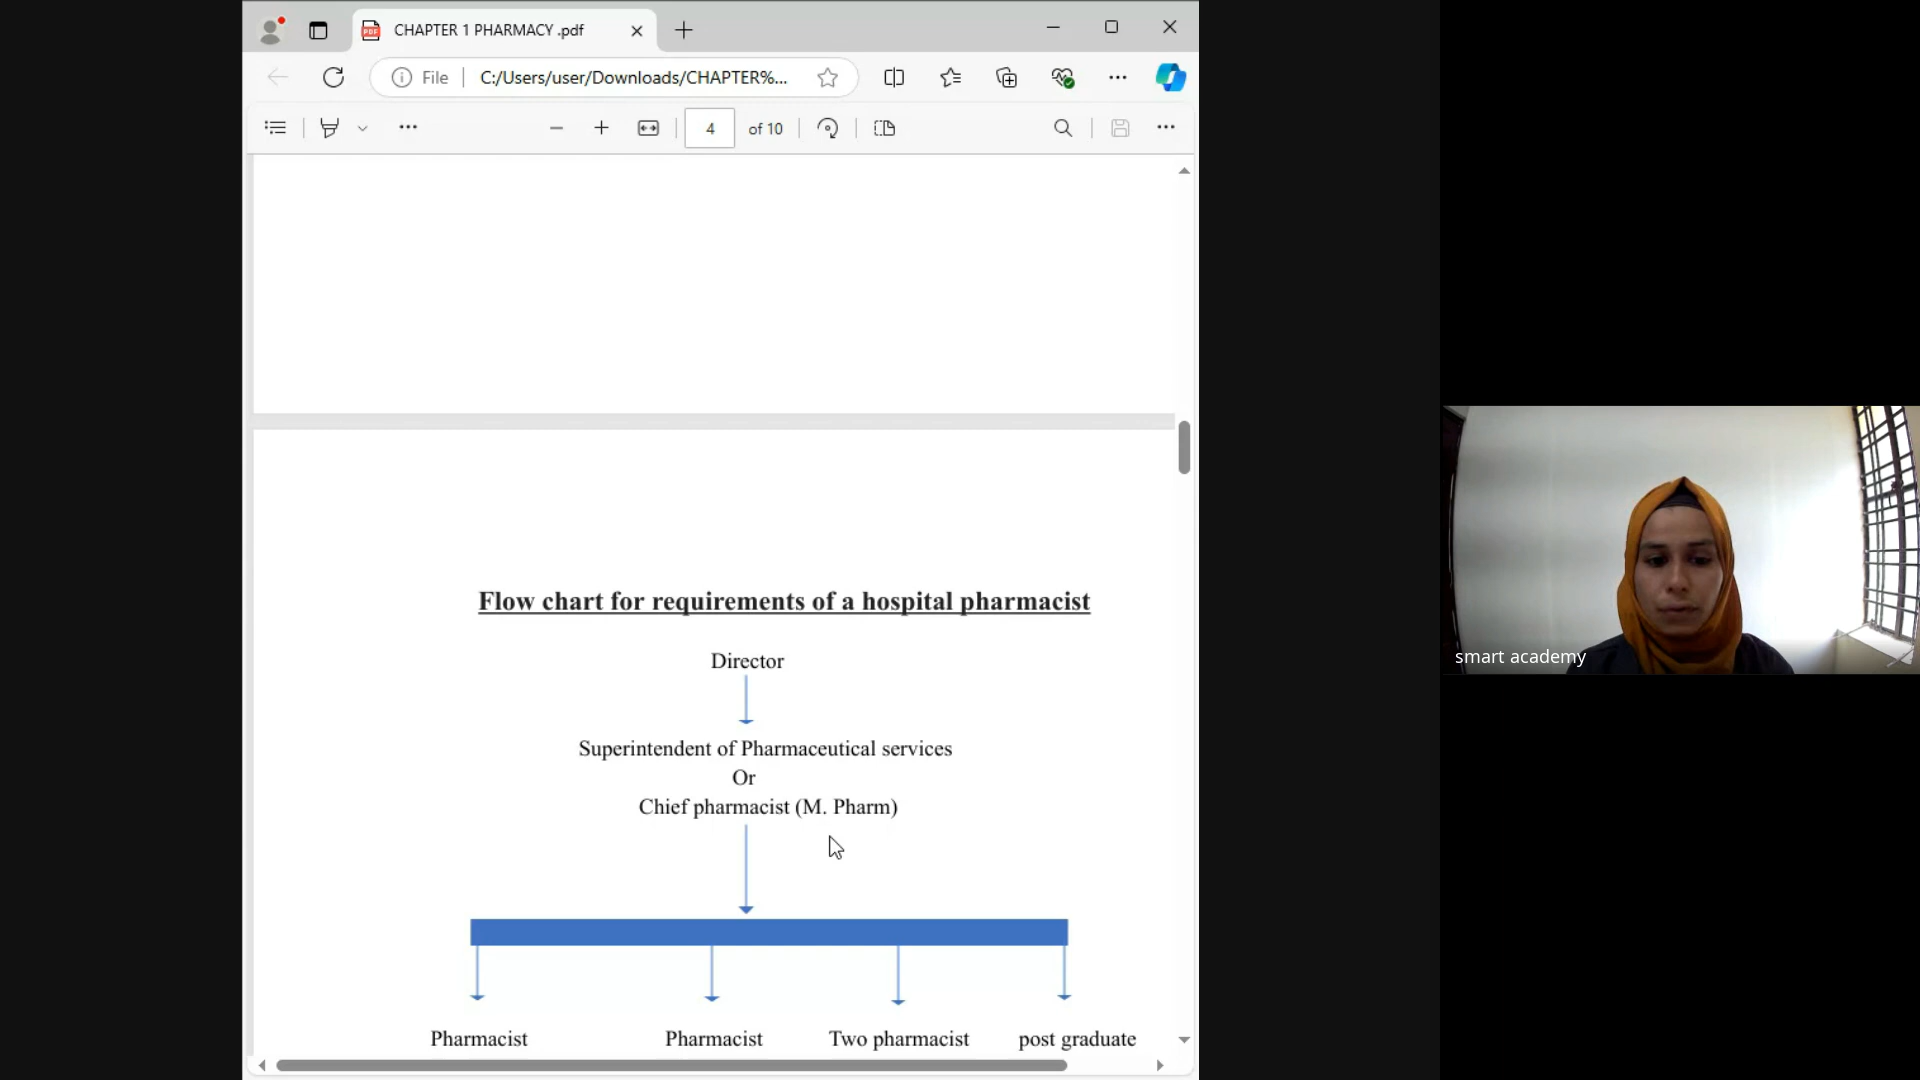 CHAPTER 1 PHARMACY .pdf
File
C:/Users/user/Downloads/CHAPTER%...
4 of 10
Flow chart for requirements of a hospital pharmacist
Director
Superintendent of Pharmaceutical services
Or
Chief pharmacist (M. Pharm)
Pharmacist Pharmacist Two pharmacist post graduate
smart academy